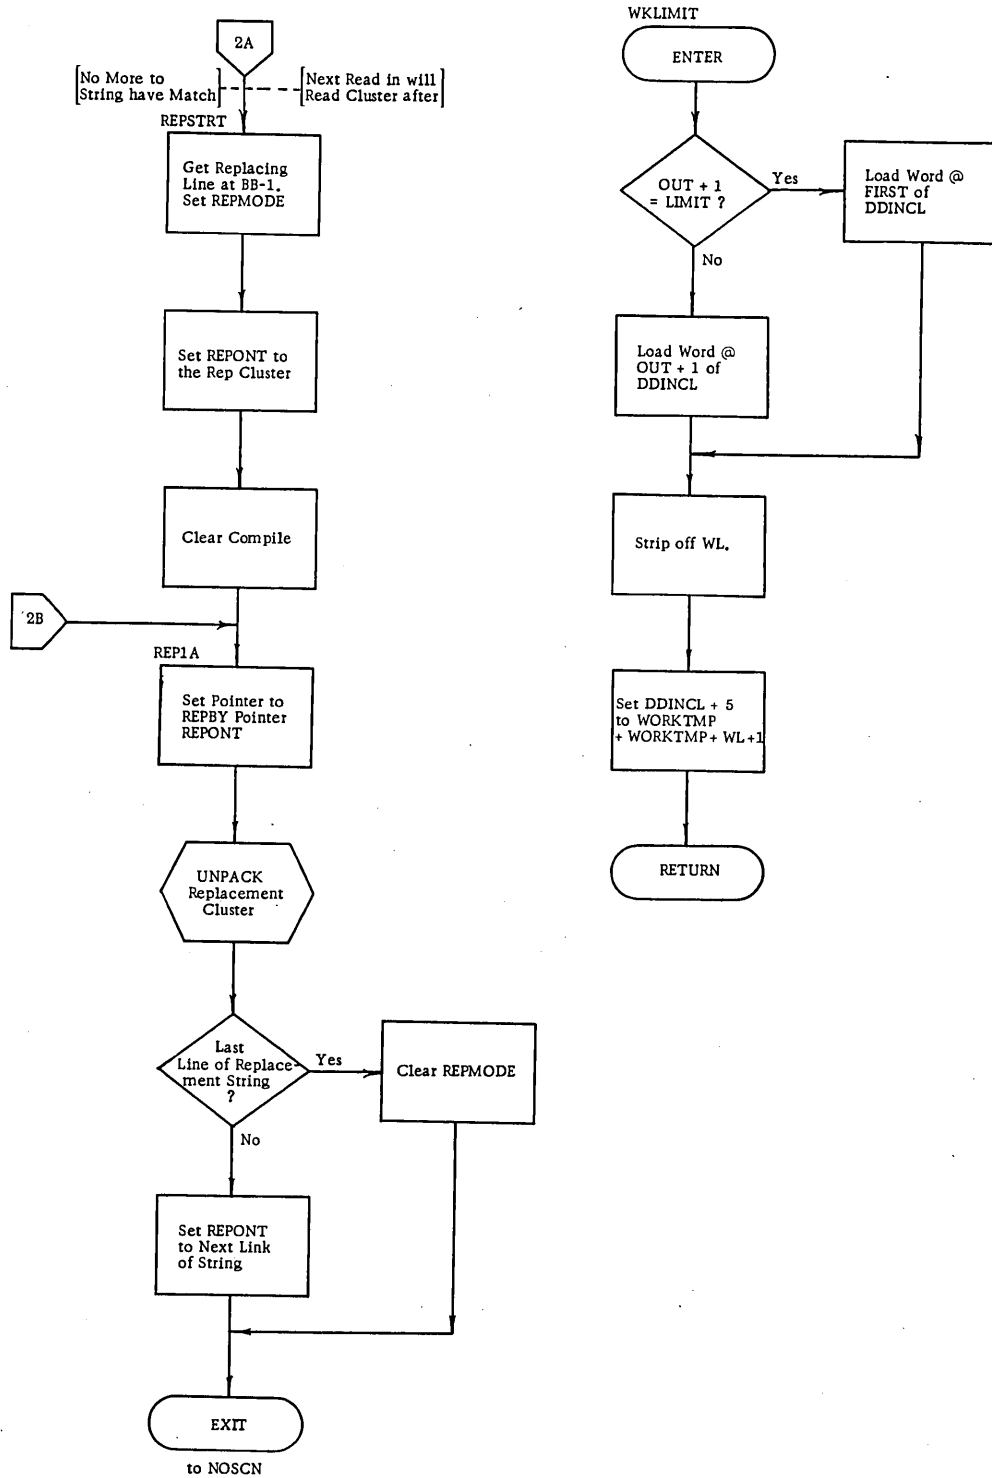 2A
[No More to
String have Match]
[Next Read in will
Read Cluster after]
REPSTRT
Get Replacing
Line at BB-1.
Set REPMODE
Set REPONT to
the Rep Cluster
Clear Compile
2B
REP1A
Set Pointer to
REPBY Pointer
REPONT
UNPACK
Replacement
Cluster
Last
Line of Replace-
ment String
?
Yes
Clear REPMODE
No
Set REPONT
to Next Link
of String
EXIT
to NOSCN
WKLIMIT
ENTER
OUT + 1
= LIMIT ?
Yes
Load Word @
FIRST of
DDINCL
No
Load Word @
OUT + 1 of
DDINCL
Strip off WL.
Set DDINCL + 5
to WORKTMP
+ WORKTMP + WL +1
RETURN